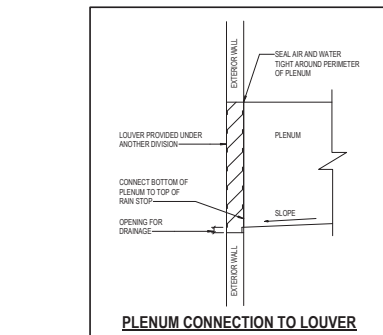 EXTERIOR WALL
SEAL AIR AND WATER
TIGHT AROUND PERIMETER
OF PLENUM
LOUVER PROVIDED UNDER
ANOTHER DIVISION
PLENUM
CONNECT BOTTOM OF
PLENUM TO TOP OF
RAIN STOP
SLOPE
OPENING FOR
DRAINAGE
EXTERIOR WALL
PLENUM CONNECTION TO LOUVER